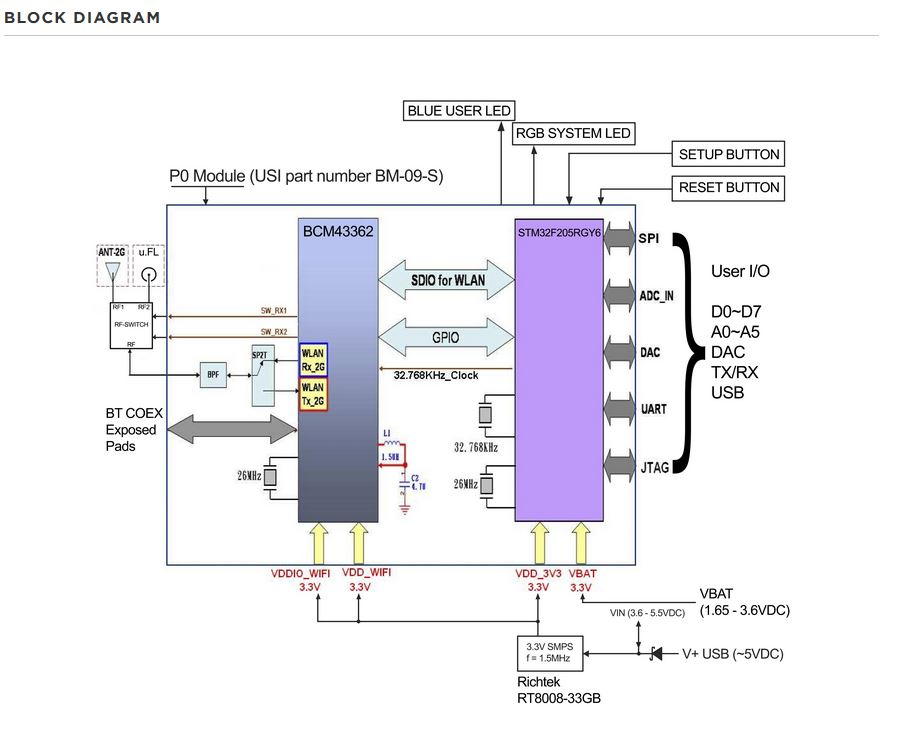 BLOCK DIAGRAM
BLUE USER LED
RGB SYSTEM LED
SETUP BUTTON
RESET BUTTON
P0 Module (USI part number BM-09-S)
BCM43362
STM32F205RGY6
ANT-2G
u.FL
RF1
RF2
RF-SWITCH
RF
SW_RX1
SW_RX2
BPF
SP2T
WLAN
Rx_2G
WLAN
Tx_2G
SDIO for WLAN
GPIO
32.768KHz_Clock
BT COEX
Exposed
Pads
26MHz
L1
C2
32.768KHz
26MHz
SPI
ADC_IN
DAC
UART
JTAG
User I/O
D0~D7
A0~A5
DAC
TX/RX
USB
VDDIO_WIFI
3.3V
VDD_WIFI
3.3V
VDD_3V3
3.3V
VBAT
3.3V
VBAT
(1.65 - 3.6VDC)
VIN (3.6 - 5.5VDC)
3.3V SMPS
f = 1.5MHz
V+ USB (~5VDC)
Richtek
RT8008-33GB